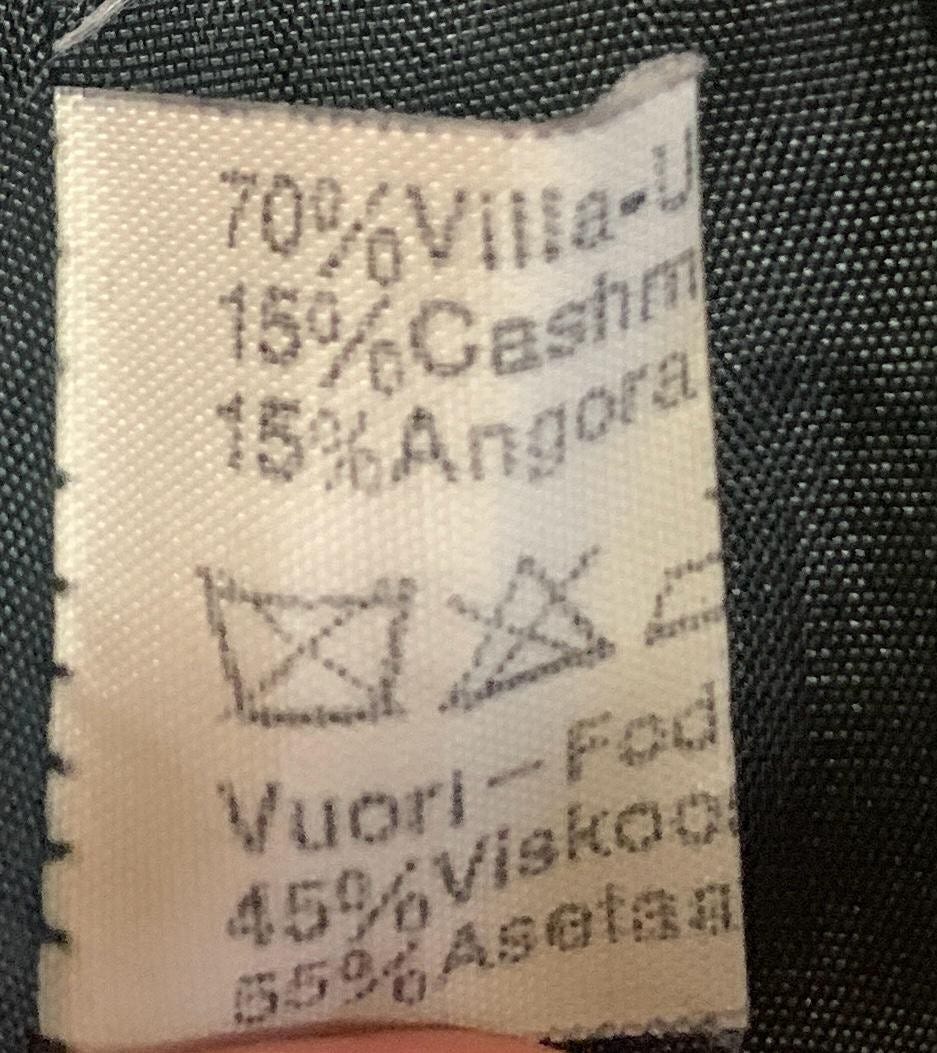 70%Villa-U
15%Cashm
15%Angora
Vuori-Fod
45%Viskoo
55%Asetaa